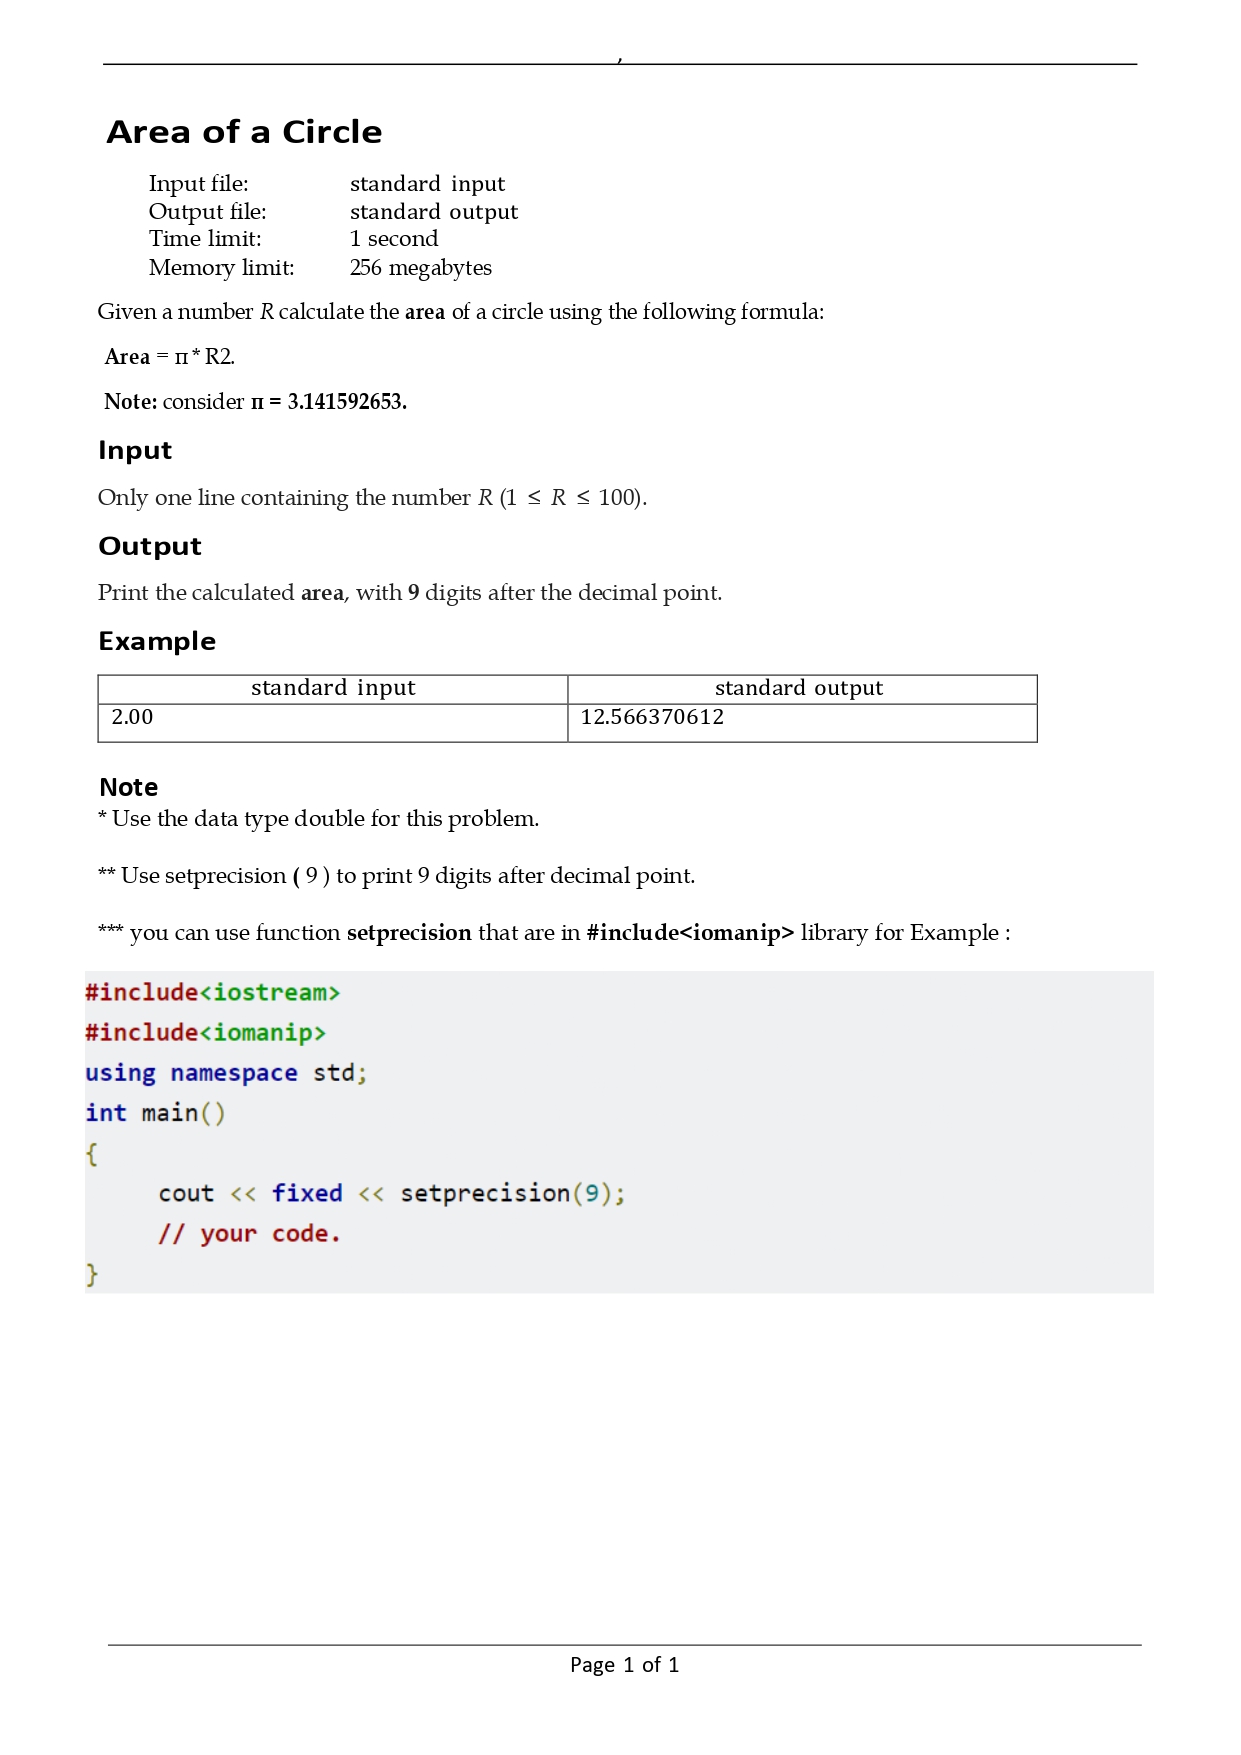 ,
Area of a Circle
Input file: standard input
Output file: standard output
Time limit: 1 second
Memory limit: 256 megabytes
Given a number R calculate the area of a circle using the following formula:
Area = π * R2.
Note: consider π = 3.141592653.
Input
Only one line containing the number R (1 ≤ R ≤ 100).
Output
Print the calculated area, with 9 digits after the decimal point.
Example
standard input standard output
2.00 12.566370612
Note
* Use the data type double for this problem.
** Use setprecision ( 9 ) to print 9 digits after decimal point.
*** you can use function setprecision that are in #include<iomanip> library for Example :
#include<iostream>
#include<iomanip>
using namespace std;
int main()
{
cout << fixed << setprecision(9);
// your code.
}
Page 1 of 1